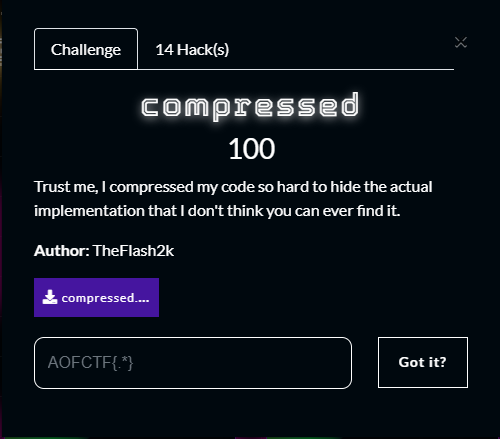 Challenge 14 Hack(s)
compressed
100
Trust me, I compressed my code so hard to hide the actual
implementation that I don't think you can ever find it.
Author: TheFlash2k
compressed....
AOFCTF{.*} Got it?